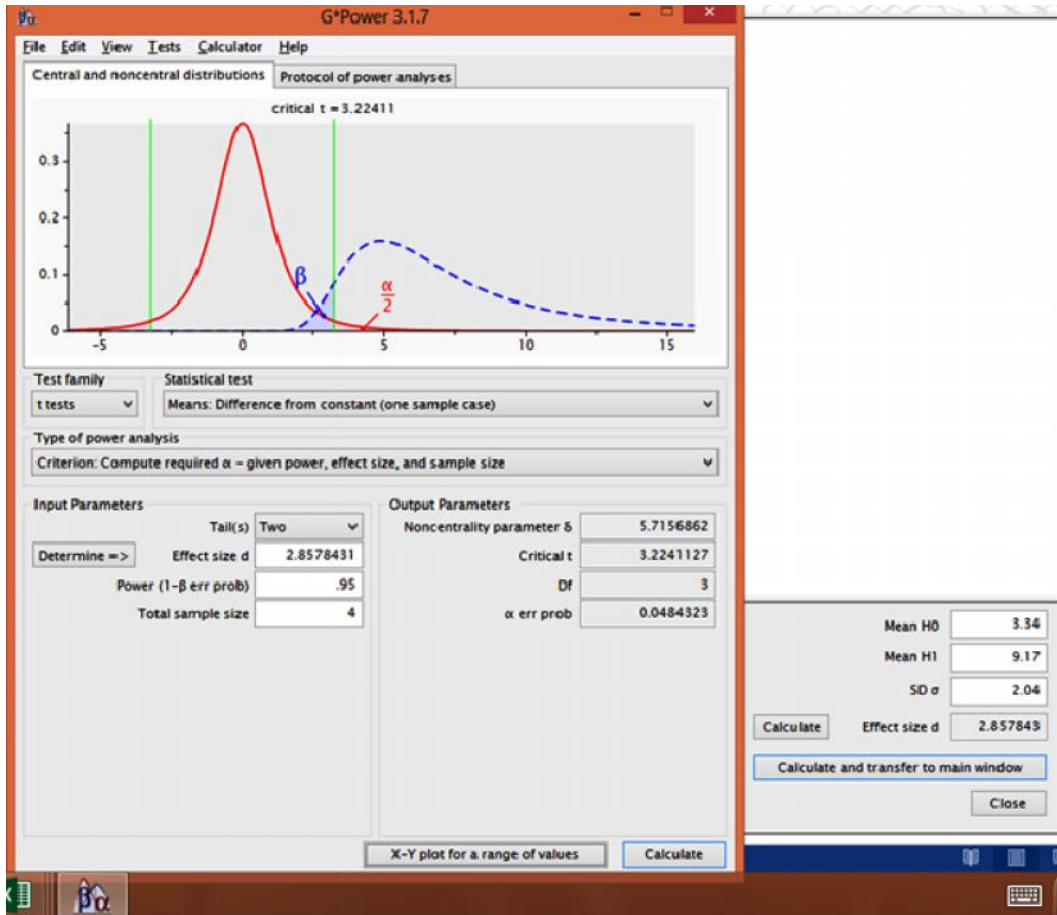 βα G*Power 3.1.7
File Edit View Tests Calculator Help
Central and noncentral distributions Protocol of power analyses
critical t = 3.22411
0.3
0.2
0.1
0
β
α
2
-5 0 5 10 15
Test family Statistical test
t tests Means: Difference from constant (one sample case)
Type of power analysis
Criterion: Compute required α - given power, effect size, and sample size
Input Parameters Output Parameters
Tail(s) Two Noncentrality parameter δ 5.7156862
Determine => Effect size d 2.8578431 Critical t 3.2241127
Power (1-β err prob) .95 Df 3
Total sample size 4 α err prob 0.0484323
Mean H0 3.34
Mean H1 9.17
SD σ 2.04
Calculate Effect size d 2.857843
Calculate and transfer to main window
Close
X-Y plot for a range of values Calculate
βα